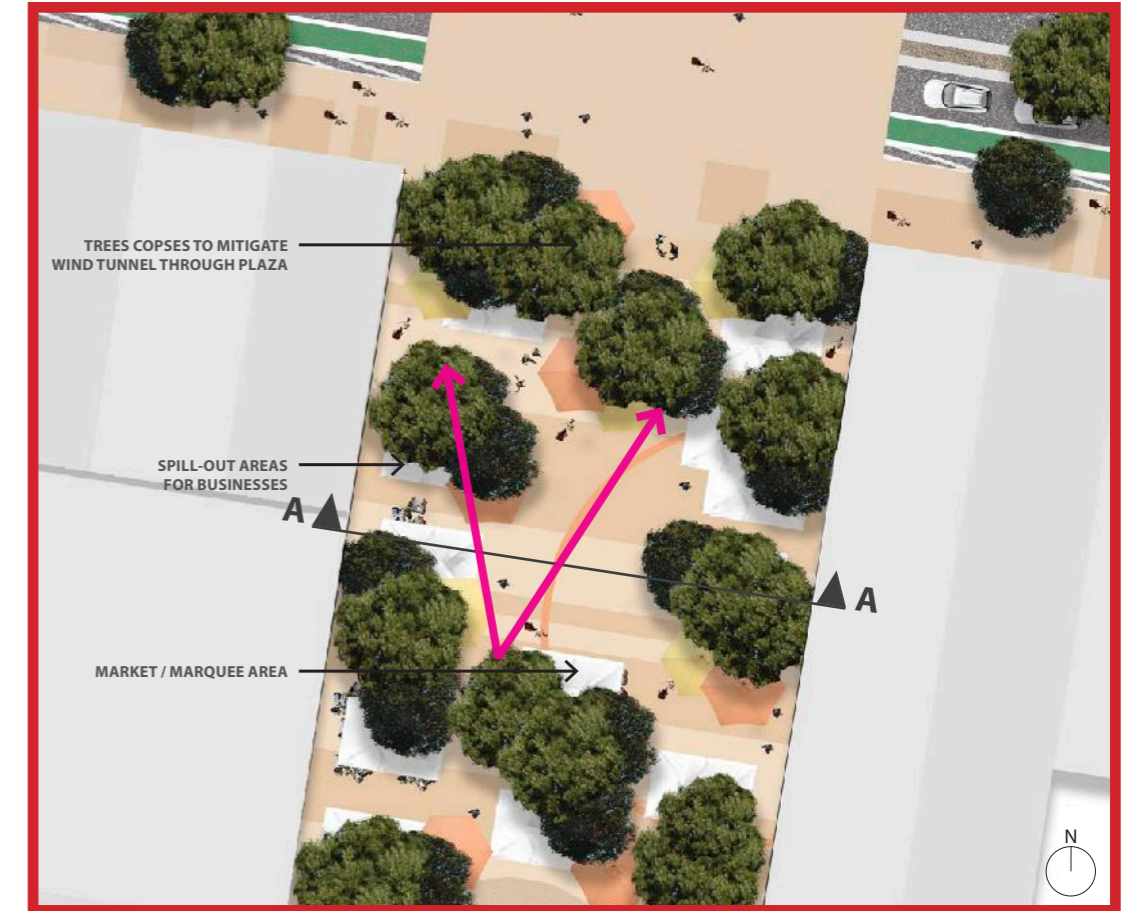 TREES COPSES TO MITIGATE
WIND TUNNEL THROUGH PLAZA
SPILL-OUT AREAS
FOR BUSINESSES
A
A
MARKET / MARQUEE AREA
N